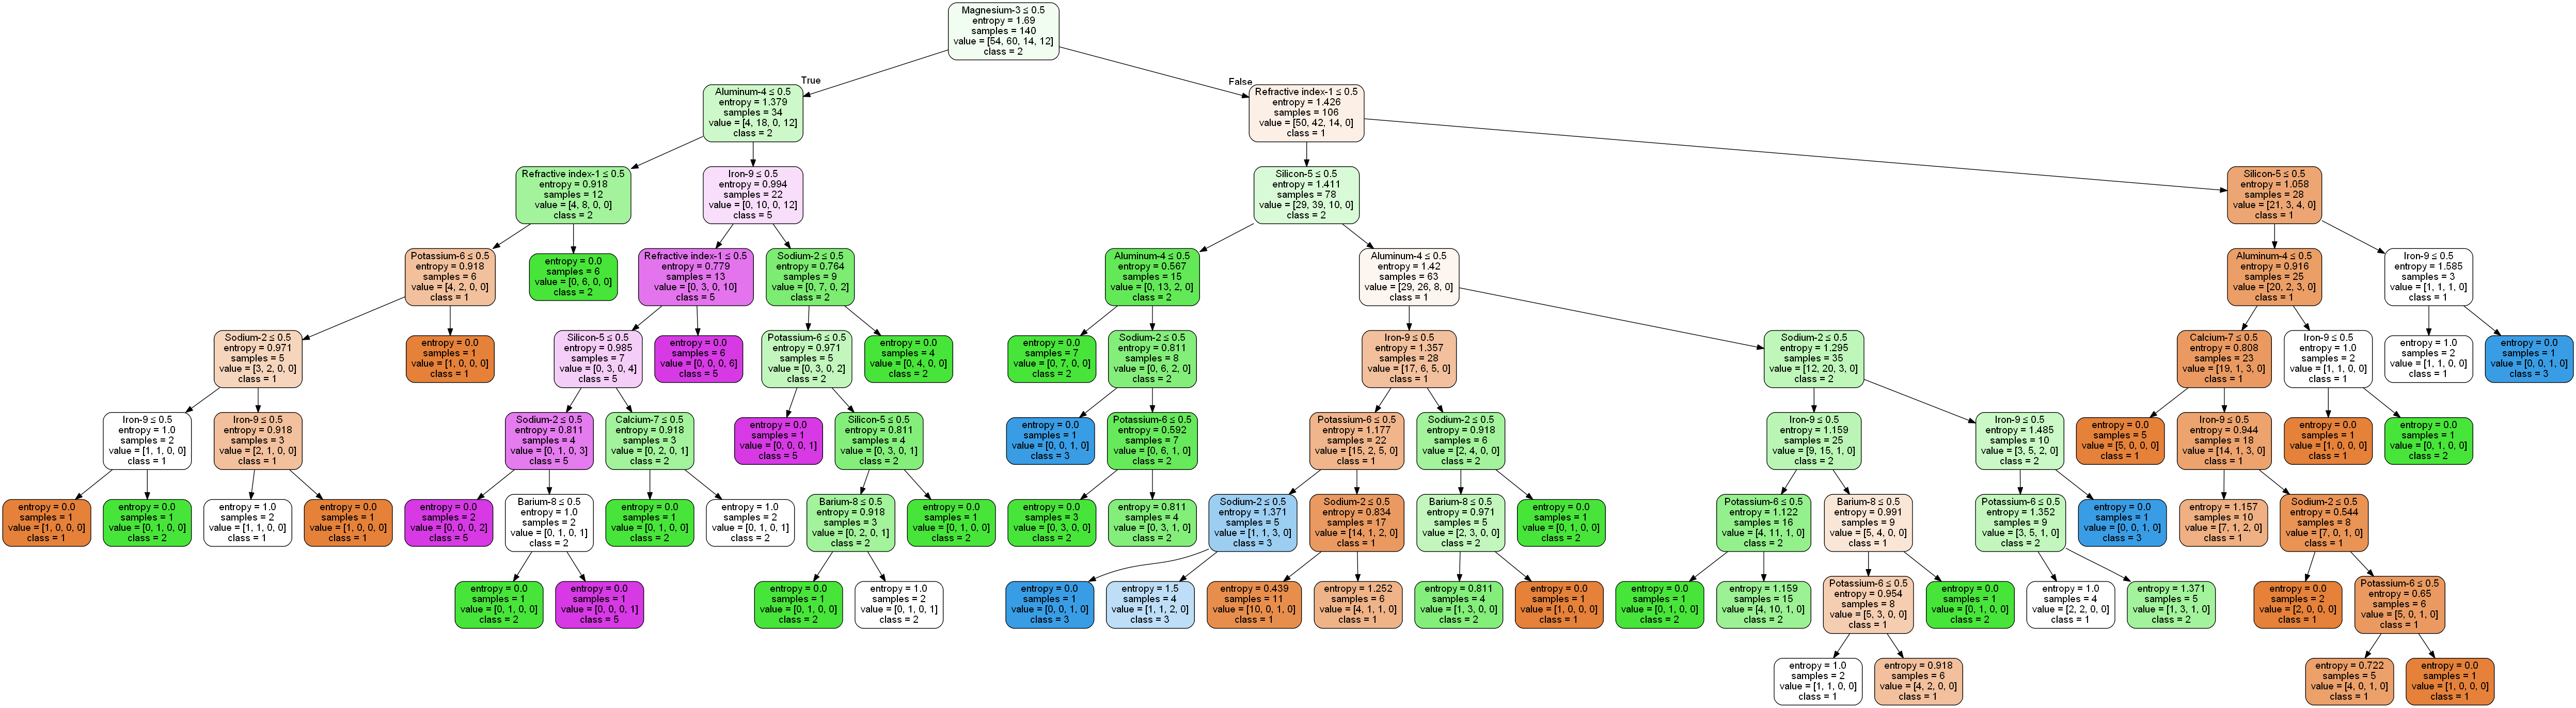 Magnesium-3 ≤ 0.5
entropy = 1.69
samples = 140
value = [54, 60, 14, 12]
class = 2
True
False
Aluminum-4 ≤ 0.5
entropy = 1.379
samples = 34
value = [4, 18, 0, 12]
class = 2
Refractive index-1 ≤ 0.5
entropy = 1.426
samples = 106
value = [50, 42, 14, 0]
class = 1
Refractive index-1 ≤ 0.5
entropy = 0.918
samples = 12
value = [4, 8, 0, 0]
class = 2
Iron-9 ≤ 0.5
entropy = 0.994
samples = 22
value = [0, 10, 0, 12]
class = 5
Silicon-5 ≤ 0.5
entropy = 1.411
samples = 78
value = [29, 39, 10, 0]
class = 2
Silicon-5 ≤ 0.5
entropy = 1.058
samples = 28
value = [21, 3, 4, 0]
class = 1
Potassium-6 ≤ 0.5
entropy = 0.918
samples = 6
value = [4, 2, 0, 0]
class = 1
entropy = 0.0
samples = 6
value = [0, 6, 0, 0]
class = 2
Refractive index-1 ≤ 0.5
entropy = 0.779
samples = 13
value = [0, 3, 0, 10]
class = 5
Sodium-2 ≤ 0.5
entropy = 0.764
samples = 9
value = [0, 7, 0, 2]
class = 2
Aluminum-4 ≤ 0.5
entropy = 0.567
samples = 15
value = [0, 13, 2, 0]
class = 2
Aluminum-4 ≤ 0.5
entropy = 1.42
samples = 63
value = [29, 26, 8, 0]
class = 1
Aluminum-4 ≤ 0.5
entropy = 0.916
samples = 25
value = [20, 2, 3, 0]
class = 1
Iron-9 ≤ 0.5
entropy = 1.585
samples = 3
value = [1, 1, 1, 0]
class = 1
Sodium-2 ≤ 0.5
entropy = 0.971
samples = 5
value = [3, 2, 0, 0]
class = 1
entropy = 0.0
samples = 1
value = [1, 0, 0, 0]
class = 1
Silicon-5 ≤ 0.5
entropy = 0.985
samples = 7
value = [0, 3, 0, 4]
class = 5
entropy = 0.0
samples = 6
value = [0, 0, 0, 6]
class = 5
Potassium-6 ≤ 0.5
entropy = 0.971
samples = 5
value = [0, 3, 0, 2]
class = 2
entropy = 0.0
samples = 4
value = [0, 4, 0, 0]
class = 2
entropy = 0.0
samples = 7
value = [0, 7, 0, 0]
class = 2
Sodium-2 ≤ 0.5
entropy = 0.811
samples = 8
value = [0, 6, 2, 0]
class = 2
Iron-9 ≤ 0.5
entropy = 1.357
samples = 28
value = [17, 6, 5, 0]
class = 1
Sodium-2 ≤ 0.5
entropy = 1.295
samples = 35
value = [12, 20, 3, 0]
class = 2
Calcium-7 ≤ 0.5
entropy = 0.808
samples = 23
value = [19, 1, 3, 0]
class = 1
Iron-9 ≤ 0.5
entropy = 1.0
samples = 2
value = [1, 1, 0, 0]
class = 1
entropy = 1.0
samples = 2
value = [1, 1, 0, 0]
class = 1
entropy = 0.0
samples = 1
value = [0, 0, 1, 0]
class = 3
Iron-9 ≤ 0.5
entropy = 1.0
samples = 2
value = [1, 1, 0, 0]
class = 1
Iron-9 ≤ 0.5
entropy = 0.918
samples = 3
value = [2, 1, 0, 0]
class = 1
Sodium-2 ≤ 0.5
entropy = 0.811
samples = 4
value = [0, 1, 0, 3]
class = 5
Calcium-7 ≤ 0.5
entropy = 0.918
samples = 3
value = [0, 2, 0, 1]
class = 2
entropy = 0.0
samples = 1
value = [0, 0, 0, 1]
class = 5
Silicon-5 ≤ 0.5
entropy = 0.811
samples = 4
value = [0, 3, 0, 1]
class = 2
entropy = 0.0
samples = 1
value = [0, 0, 1, 0]
class = 3
Potassium-6 ≤ 0.5
entropy = 0.592
samples = 7
value = [0, 6, 1, 0]
class = 2
Potassium-6 ≤ 0.5
entropy = 1.177
samples = 22
value = [15, 2, 5, 0]
class = 1
Sodium-2 ≤ 0.5
entropy = 0.918
samples = 6
value = [2, 4, 0, 0]
class = 2
Iron-9 ≤ 0.5
entropy = 1.159
samples = 25
value = [9, 15, 1, 0]
class = 2
Iron-9 ≤ 0.5
entropy = 1.485
samples = 10
value = [3, 5, 2, 0]
class = 2
entropy = 0.0
samples = 5
value = [5, 0, 0, 0]
class = 1
Iron-9 ≤ 0.5
entropy = 0.944
samples = 18
value = [14, 1, 3, 0]
class = 1
entropy = 0.0
samples = 1
value = [1, 0, 0, 0]
class = 1
entropy = 0.0
samples = 1
value = [0, 1, 0, 0]
class = 2
entropy = 0.0
samples = 1
value = [1, 0, 0, 0]
class = 1
entropy = 0.0
samples = 1
value = [0, 1, 0, 0]
class = 2
entropy = 1.0
samples = 2
value = [1, 1, 0, 0]
class = 1
entropy = 0.0
samples = 1
value = [1, 0, 0, 0]
class = 1
entropy = 0.0
samples = 2
value = [0, 0, 0, 2]
class = 5
Barium-8 ≤ 0.5
entropy = 1.0
samples = 2
value = [0, 1, 0, 1]
class = 2
entropy = 0.0
samples = 1
value = [0, 1, 0, 0]
class = 2
entropy = 1.0
samples = 2
value = [0, 1, 0, 1]
class = 2
Barium-8 ≤ 0.5
entropy = 0.918
samples = 3
value = [0, 2, 0, 1]
class = 2
entropy = 0.0
samples = 1
value = [0, 1, 0, 0]
class = 2
entropy = 0.0
samples = 3
value = [0, 3, 0, 0]
class = 2
entropy = 0.811
samples = 4
value = [0, 3, 1, 0]
class = 2
Sodium-2 ≤ 0.5
entropy = 1.371
samples = 5
value = [1, 1, 3, 0]
class = 3
Sodium-2 ≤ 0.5
entropy = 0.834
samples = 17
value = [14, 1, 2, 0]
class = 1
Barium-8 ≤ 0.5
entropy = 0.971
samples = 5
value = [2, 3, 0, 0]
class = 2
entropy = 0.0
samples = 1
value = [0, 1, 0, 0]
class = 2
Potassium-6 ≤ 0.5
entropy = 1.122
samples = 16
value = [4, 11, 1, 0]
class = 2
Barium-8 ≤ 0.5
entropy = 0.991
samples = 9
value = [5, 4, 0, 0]
class = 1
Potassium-6 ≤ 0.5
entropy = 1.352
samples = 9
value = [3, 5, 1, 0]
class = 2
entropy = 0.0
samples = 1
value = [0, 0, 1, 0]
class = 3
entropy = 1.157
samples = 10
value = [7, 1, 2, 0]
class = 1
Sodium-2 ≤ 0.5
entropy = 0.544
samples = 8
value = [7, 0, 1, 0]
class = 1
entropy = 0.0
samples = 1
value = [0, 1, 0, 0]
class = 2
entropy = 0.0
samples = 1
value = [0, 0, 0, 1]
class = 5
entropy = 0.0
samples = 1
value = [0, 1, 0, 0]
class = 2
entropy = 1.0
samples = 2
value = [0, 1, 0, 1]
class = 2
entropy = 0.0
samples = 1
value = [0, 0, 1, 0]
class = 3
entropy = 1.5
samples = 4
value = [1, 1, 2, 0]
class = 3
entropy = 0.439
samples = 11
value = [10, 0, 1, 0]
class = 1
entropy = 1.252
samples = 6
value = [4, 1, 1, 0]
class = 1
entropy = 0.811
samples = 4
value = [1, 3, 0, 0]
class = 2
entropy = 0.0
samples = 1
value = [1, 0, 0, 0]
class = 1
entropy = 0.0
samples = 1
value = [0, 1, 0, 0]
class = 2
entropy = 1.159
samples = 15
value = [4, 10, 1, 0]
class = 2
Potassium-6 ≤ 0.5
entropy = 0.954
samples = 8
value = [5, 3, 0, 0]
class = 1
entropy = 0.0
samples = 1
value = [0, 1, 0, 0]
class = 2
entropy = 1.0
samples = 4
value = [2, 2, 0, 0]
class = 1
entropy = 1.371
samples = 5
value = [1, 3, 1, 0]
class = 2
entropy = 0.0
samples = 2
value = [2, 0, 0, 0]
class = 1
Potassium-6 ≤ 0.5
entropy = 0.65
samples = 6
value = [5, 0, 1, 0]
class = 1
entropy = 1.0
samples = 2
value = [1, 1, 0, 0]
class = 1
entropy = 0.918
samples = 6
value = [4, 2, 0, 0]
class = 1
entropy = 0.722
samples = 5
value = [4, 0, 1, 0]
class = 1
entropy = 0.0
samples = 1
value = [1, 0, 0, 0]
class = 1